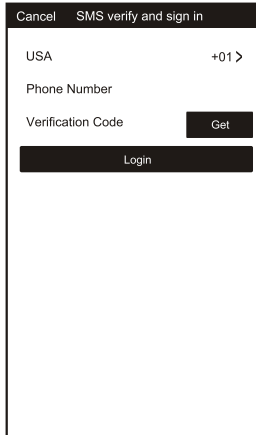 Cancel SMS verify and sign in
USA +01 >
Phone Number
Verification Code Get
Login